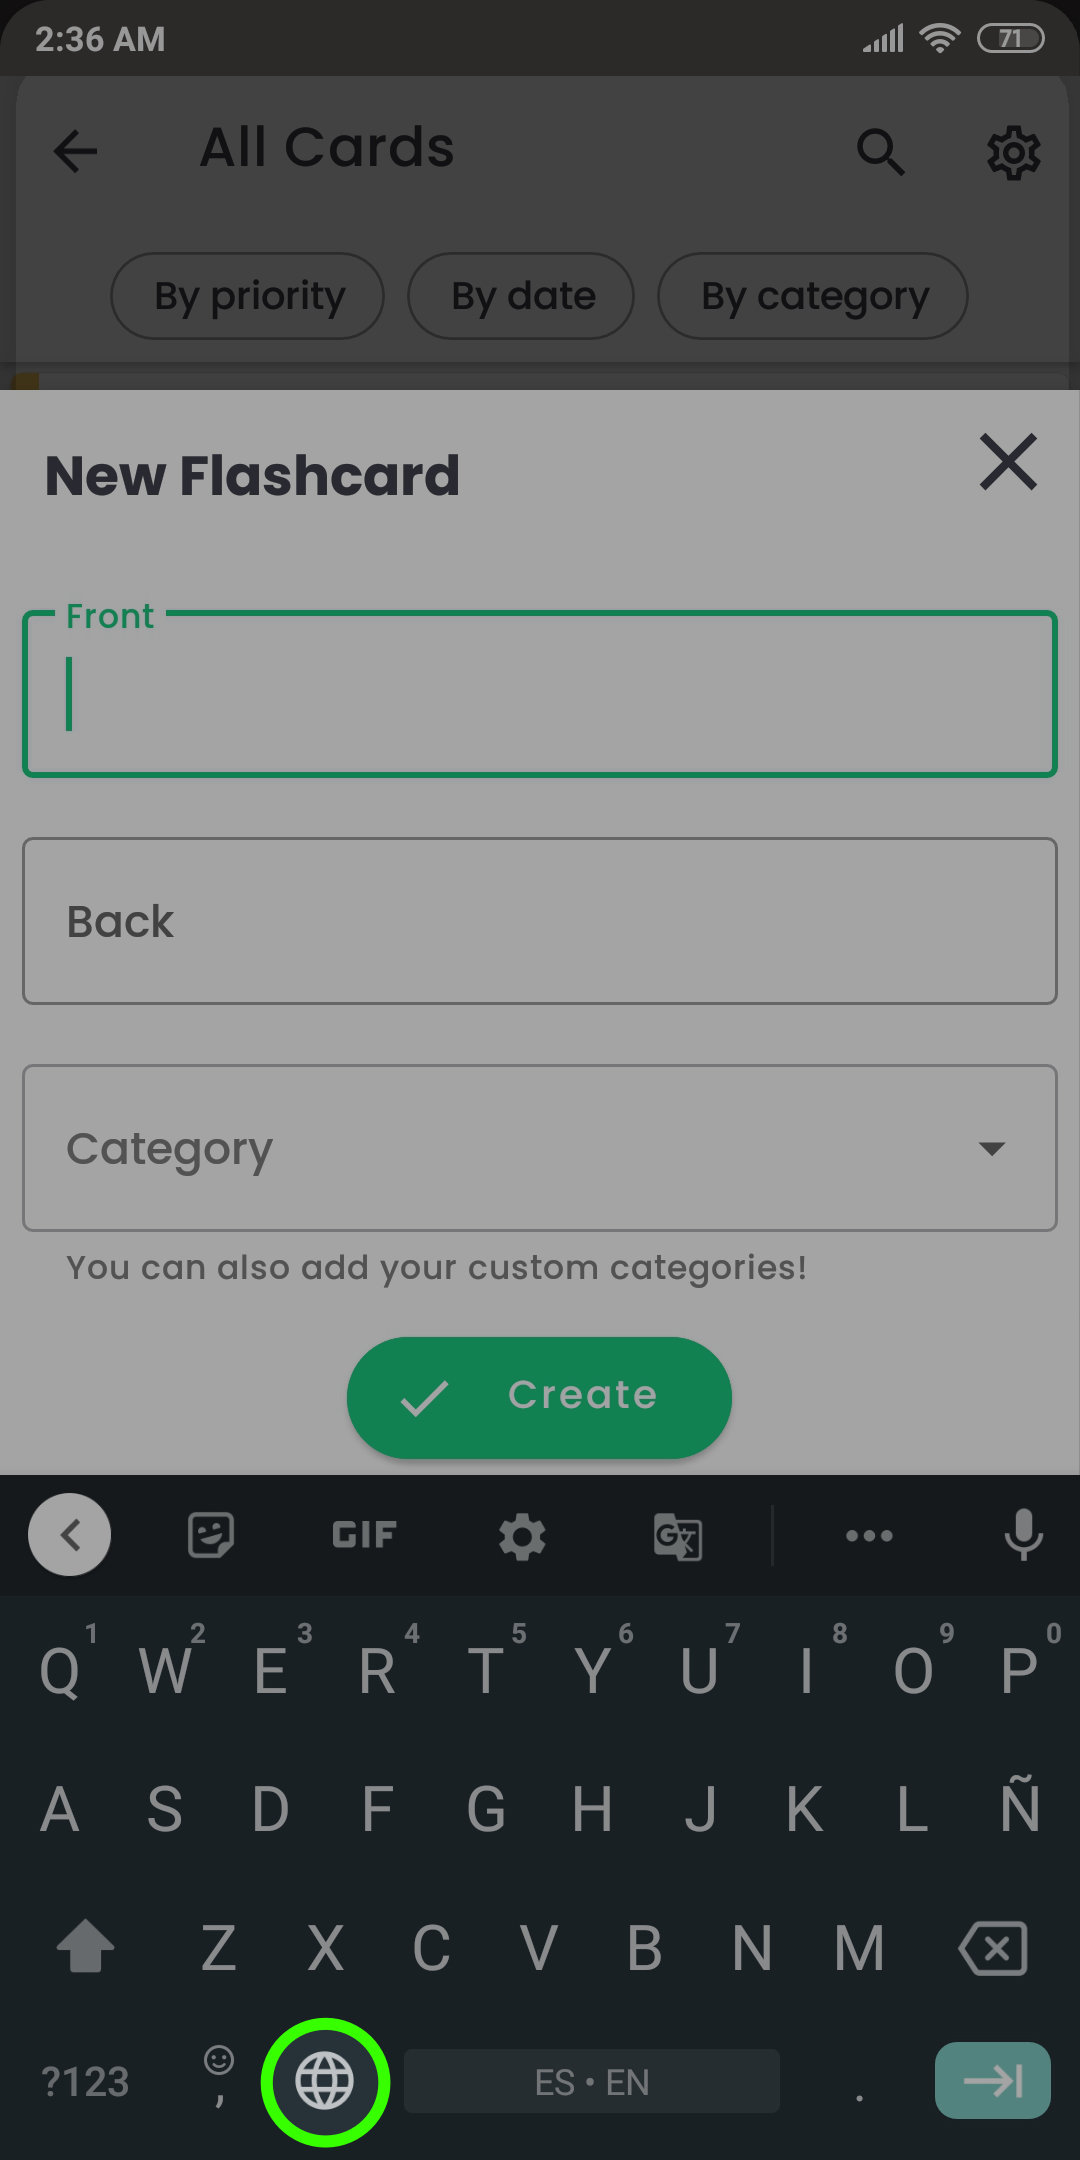 2:36 AM
71
All Cards
By priority
By date
By category
New Flashcard
Front
Back
Category
You can also add your custom categories!
Create
GIF
G 文
1 2 3 4 5 6 7 8 9 0
Q W E R T Y U I O P
A S D F G H J K L Ñ
Z X C V B N M
?123
,
ES • EN
.